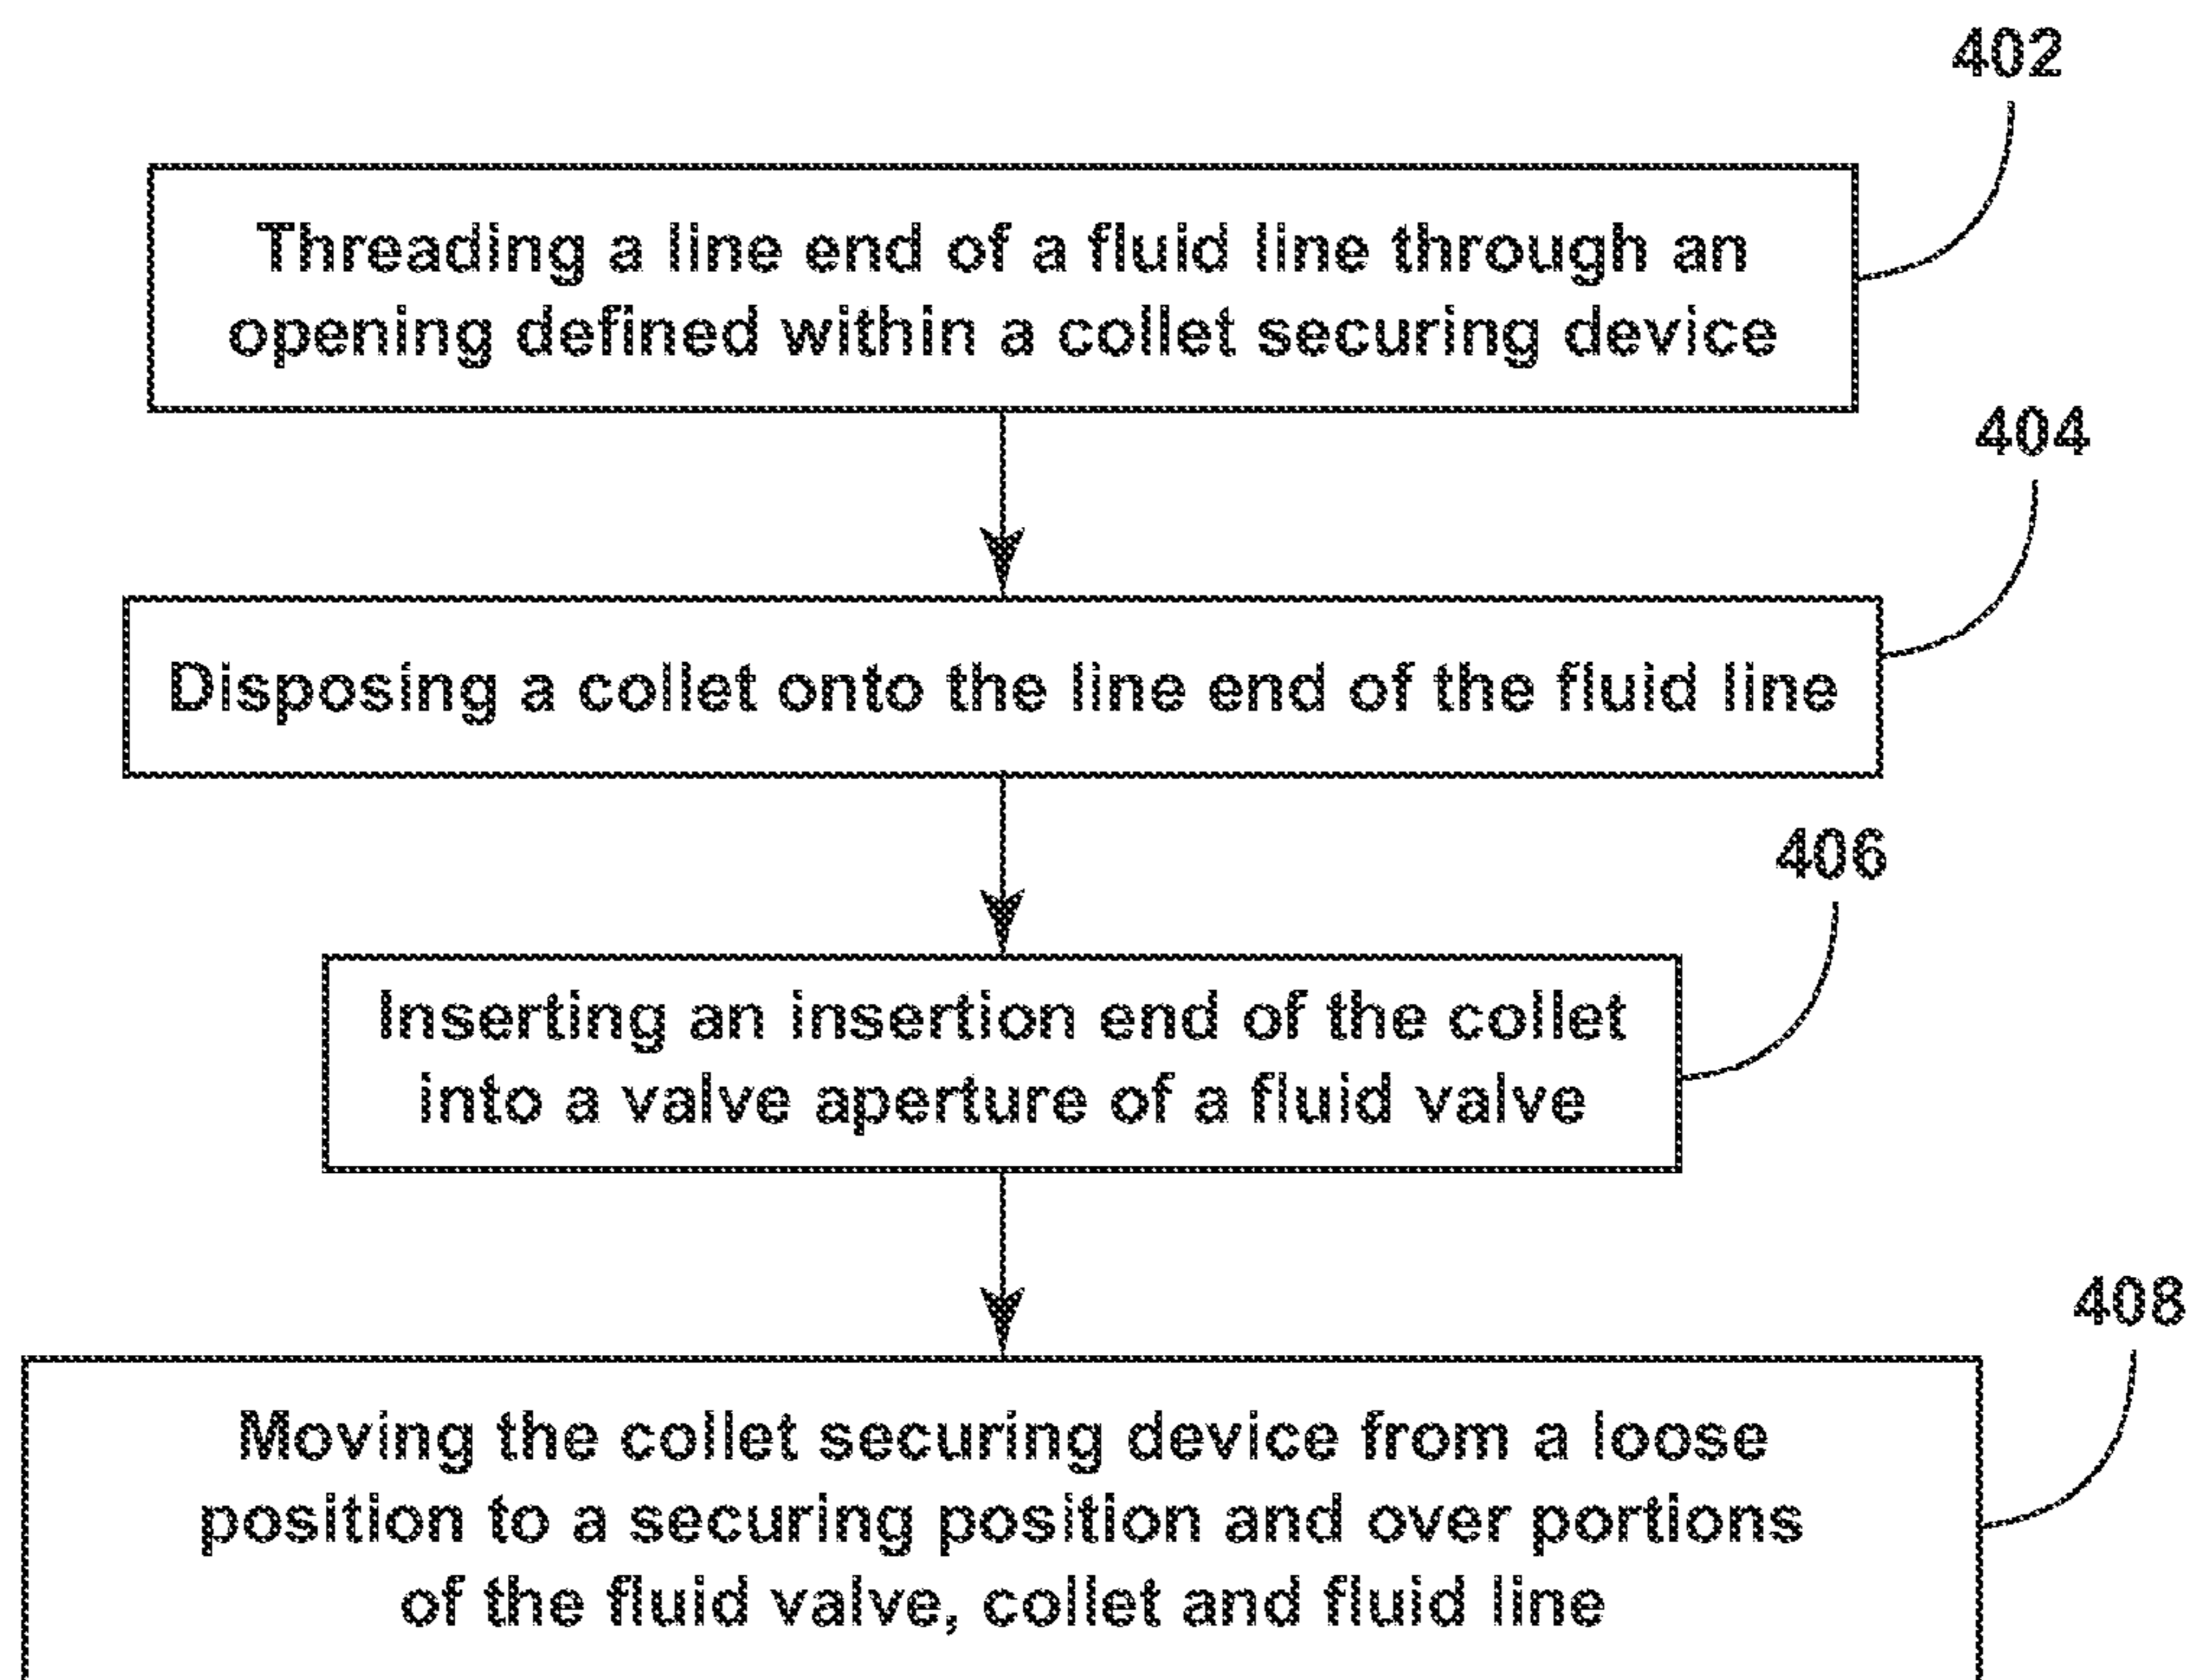 402
Threading a line end of a fluid line through an
opening defined within a collet securing device
404
Disposing a collet onto the line end of the fluid line
406
Inserting an insertion end of the collet
into a valve aperture of a fluid valve
408
Moving the collet securing device from a loose
position to a securing position and over portions
of the fluid valve, collet and fluid line